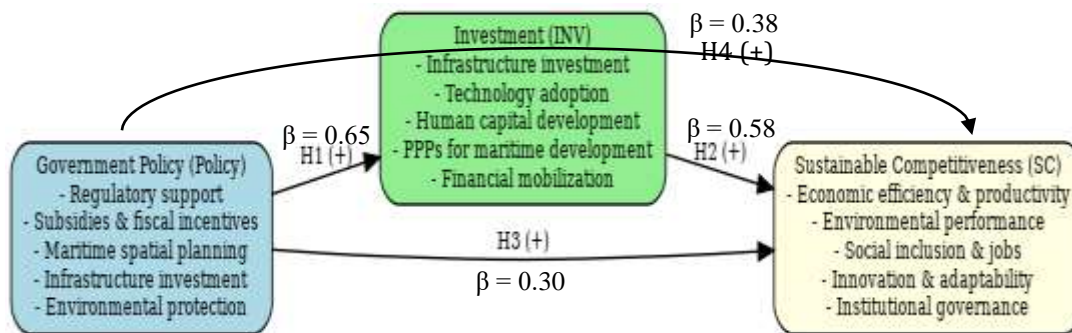 β = 0.38
H4 (+)
Investment (INV)
- Infrastructure investment
- Technology adoption
- Human capital development
- PPPs for maritime development
- Financial mobilization
β = 0.65
H1 (+)
β = 0.58
H2 (+)
Government Policy (Policy)
- Regulatory support
- Subsidies & fiscal incentives
- Maritime spatial planning
- Infrastructure investment
- Environmental protection
H3 (+)
β = 0.30
Sustainable Competitiveness (SC)
- Economic efficiency & productivity
- Environmental performance
- Social inclusion & jobs
- Innovation & adaptability
- Institutional governance